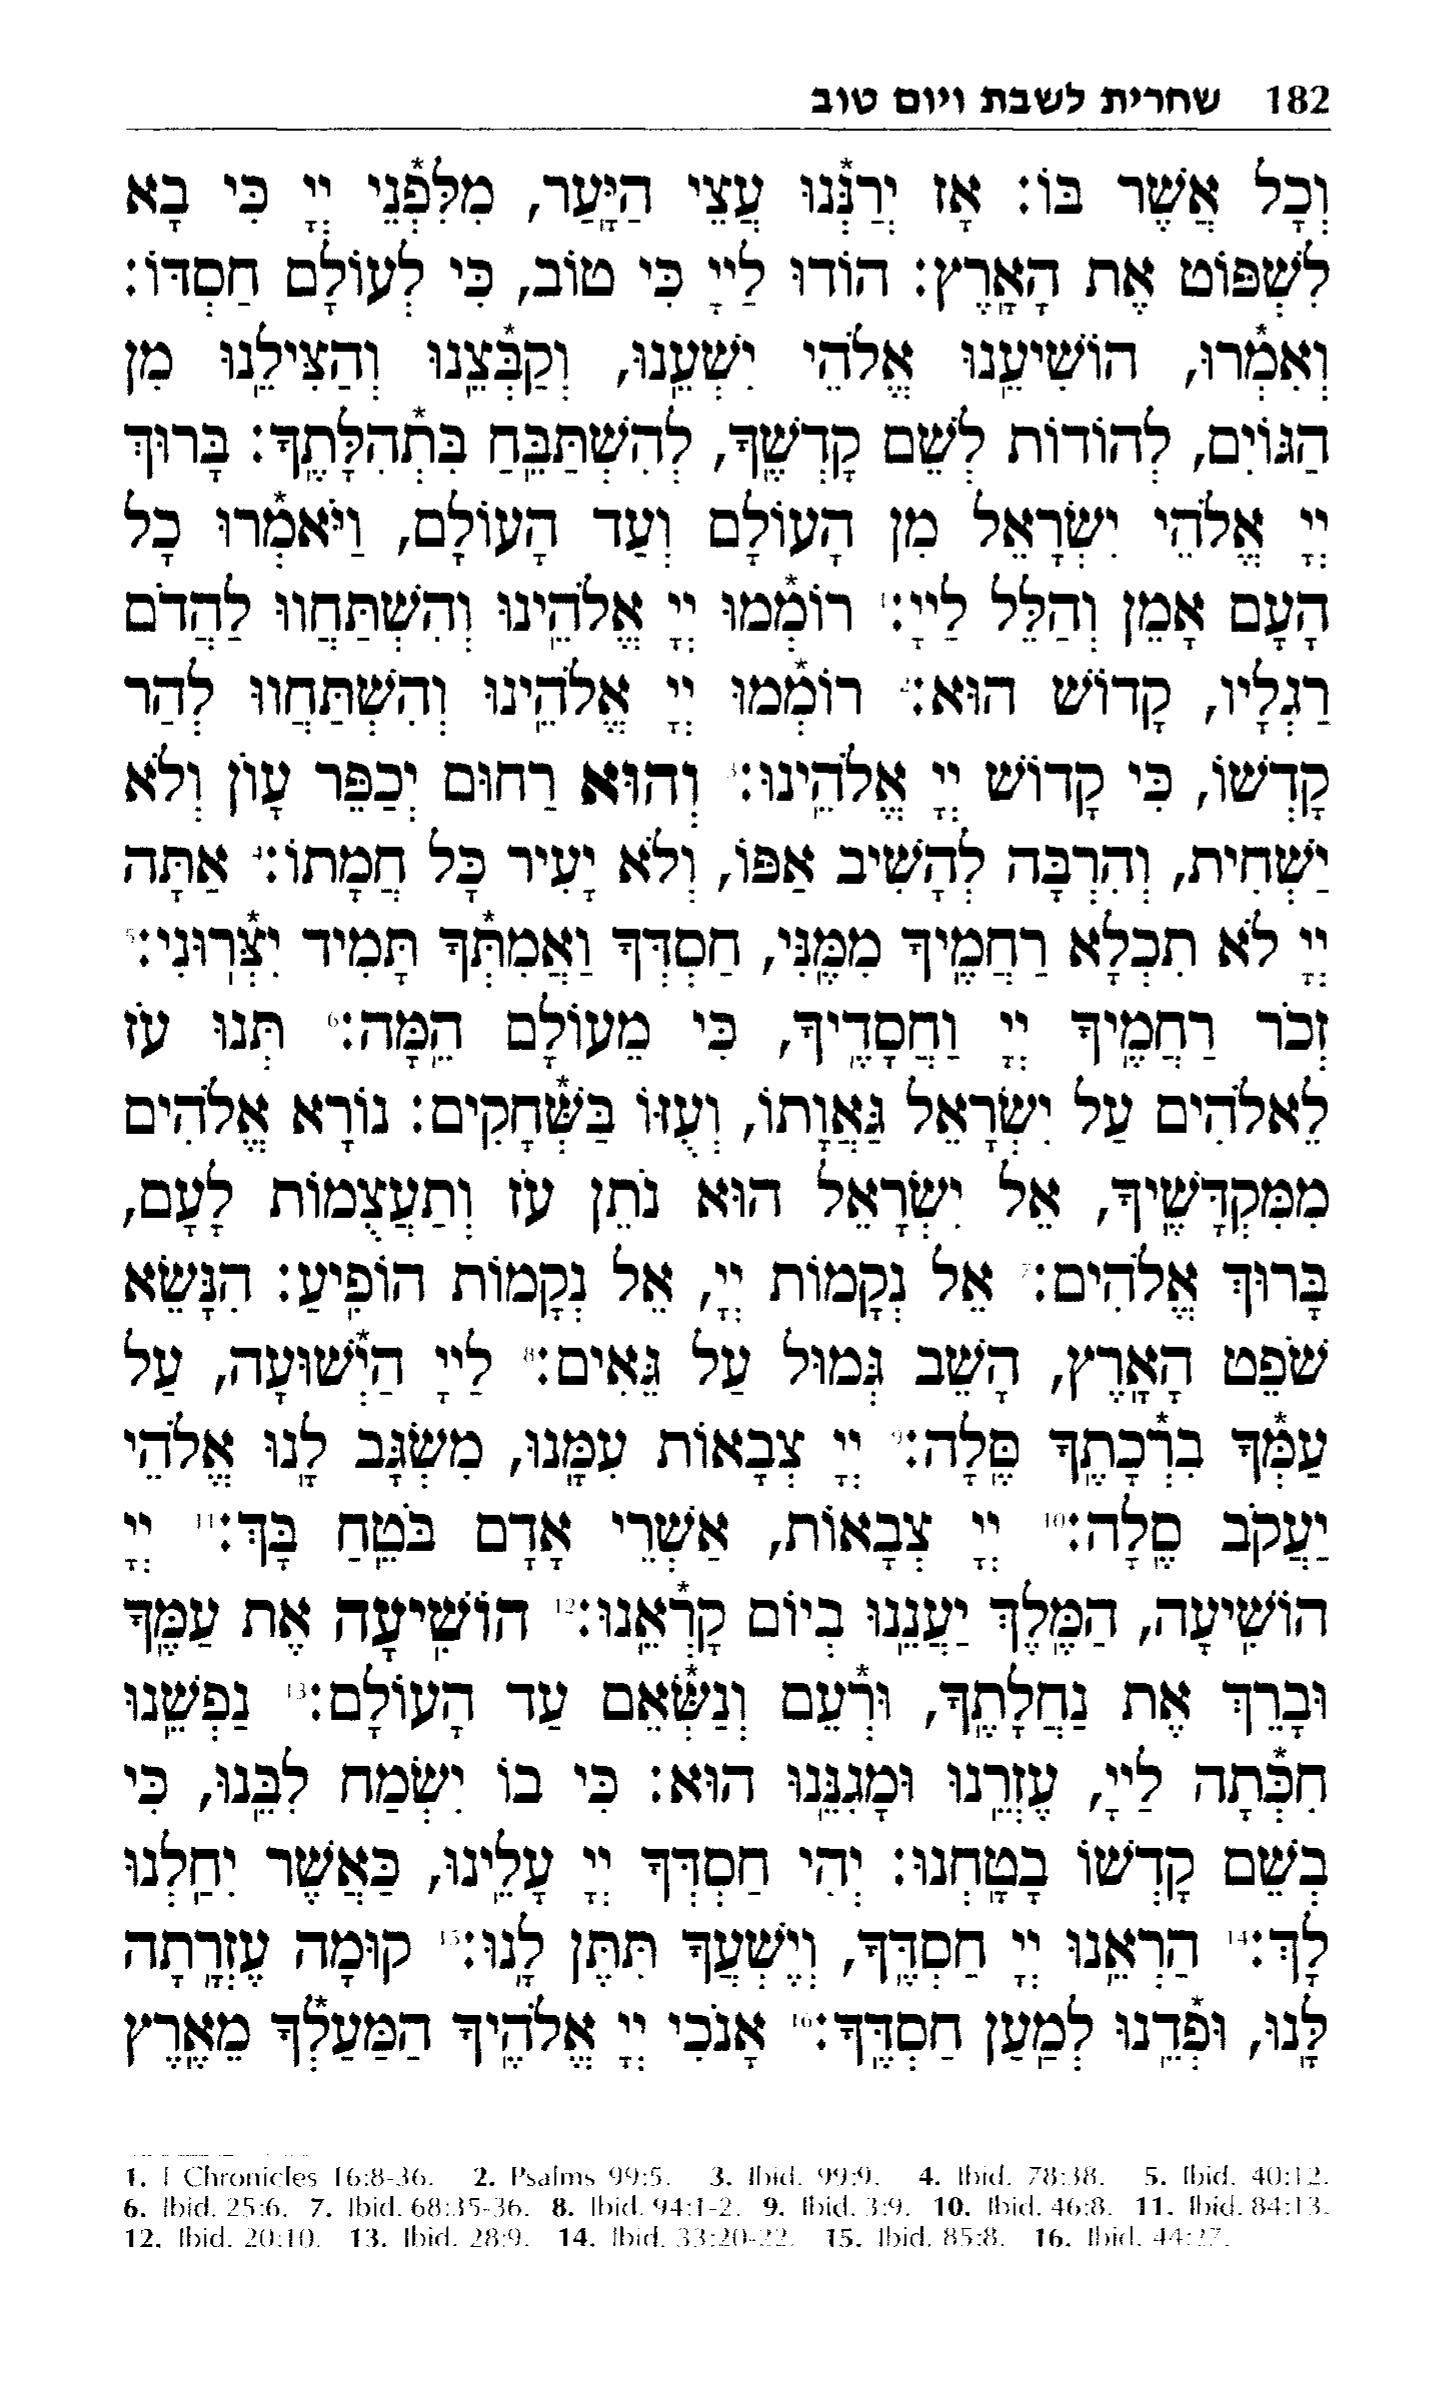 182 שחרית לשבת ויום טוב
וְכָל אֲשֶׁר בּוֹ: אָז יְרַנְּ֯נוּ עֲצֵי הַיָּעַר, מִלְּ֯פְנֵי יְיָ כִּי בָא
לִשְׁפּוֹט אֶת הָאָרֶץ: הוֹדוּ לַייָ כִּי טוֹב, כִּי לְעוֹלָם חַסְדּוֹ:
וְאִמְ*רוּ, הוֹשִׁיעֵנוּ אֱלֹהֵי יִשְׁעֵנוּ, וְקַבְּ*צֵנוּ וְהַצִּילֵנוּ מִן
הַגּוֹיִם, לְהוֹדוֹת לְשֵׁם קָדְשֶׁךָ, לְהִשְׁתַּבֵּחַ בִּתְ*הִלָּתֶךָ: בָּרוּךְ
יְיָ אֱלֹהֵי יִשְׂרָאֵל מִן הָעוֹלָם וְעַד הָעוֹלָם, וַיֹּאמְ*רוּ כָל
הָעָם אָמֵן וְהַלֵּל לַייָ:¹ רוֹמְ*מוּ יְיָ אֱלֹהֵינוּ וְהִשְׁתַּחֲווּ לַהֲדֹם
רַגְלָיו, קָדוֹשׁ הוּא:² רוֹמְ*מוּ יְיָ אֱלֹהֵינוּ וְהִשְׁתַּחֲווּ לְהַר
קָדְשׁוֹ, כִּי קָדוֹשׁ יְיָ אֱלֹהֵינוּ:³ וְהוּא רַחוּם יְכַפֵּר עָוֹן וְלֹא
יַשְׁחִית, וְהִרְבָּה לְהָשִׁיב אַפּוֹ, וְלֹא יָעִיר כָּל חֲמָתוֹ:⁴ אַתָּה
יְיָ לֹא תִכְלָא רַחֲמֶיךָ מִמֶּנִּי, חַסְדְּךָ וַאֲמִתְּ*ךָ תָּמִיד יִצְּ*רוּנִי:⁵
זְכֹר רַחֲמֶיךָ יְיָ וַחֲסָדֶיךָ, כִּי מֵעוֹלָם הֵמָּה:⁶ תְּנוּ עֹז
לֵאלֹהִים עַל יִשְׂרָאֵל גַּאֲוָתוֹ, וְעֻזּוֹ בַּשְּׁ*חָקִים: נוֹרָא אֱלֹהִים
מִמִּקְדָּשֶׁיךָ, אֵל יִשְׂרָאֵל הוּא נֹתֵן עֹז וְתַעֲצֻמוֹת לָעָם,
בָּרוּךְ אֱלֹהִים:⁷ אֵל נְקָמוֹת יְיָ, אֵל נְקָמוֹת הוֹפִיעַ: הִנָּשֵׂא
שֹׁפֵט הָאָרֶץ, הָשֵׁב גְּמוּל עַל גֵּאִים:⁸ לַייָ הַיְ*שׁוּעָה, עַל
עַמְּ*ךָ בִרְ*כָתֶךָ סֶּלָה:⁹ יְיָ צְבָאוֹת עִמָּנוּ, מִשְׂגָּב לָנוּ אֱלֹהֵי
יַעֲקֹב סֶלָה:¹⁰ יְיָ צְבָאוֹת, אַשְׁרֵי אָדָם בֹּטֵחַ בָּךְ:¹¹ יְיָ
הוֹשִׁיעָה, הַמֶּלֶךְ יַעֲנֵנוּ בְיוֹם קָרְ*אֵנוּ:¹² הוֹשִׁיעָה אֶת עַמֶּךָ
וּבָרֵךְ אֶת נַחֲלָתֶךָ, וּרְ*עֵם וְנַשְּׂ*אֵם עַד הָעוֹלָם:¹³ נַפְשֵׁנוּ
חִכְּ*תָה לַייָ, עֶזְרֵנוּ וּמָגִנֵּנוּ הוּא: כִּי בוֹ יִשְׂמַח לִבֵּנוּ, כִּי
בְשֵׁם קָדְשׁוֹ בָטָחְנוּ: יְהִי חַסְדְּךָ יְיָ עָלֵינוּ, כַּאֲשֶׁר יִחַלְנוּ
לָךְ:¹⁴ הַרְאֵנוּ יְיָ חַסְדֶּךָ, וְיֶשְׁעֲךָ תִּתֶּן לָנוּ:¹⁵ קוּמָה עֶזְרָתָה
לָּנוּ, וּפְ*דֵנוּ לְמַעַן חַסְדֶּךָ:¹⁶ אָנֹכִי יְיָ אֱלֹהֶיךָ הַמַּעַלְ*ךָ מֵאֶרֶץ
1. I Chronicles 16:8-36. 2. Psalms 99:5. 3. Ibid. 99:9. 4. Ibid. 78:38. 5. Ibid. 40:12.
6. Ibid. 25:6. 7. Ibid. 68:35-36. 8. Ibid. 94:1-2. 9. Ibid. 3:9. 10. Ibid. 46:8. 11. Ibid. 84:13.
12. Ibid. 20:10. 13. Ibid. 28:9. 14. Ibid. 33:20-22. 15. Ibid. 85:8. 16. Ibid. 44:27.